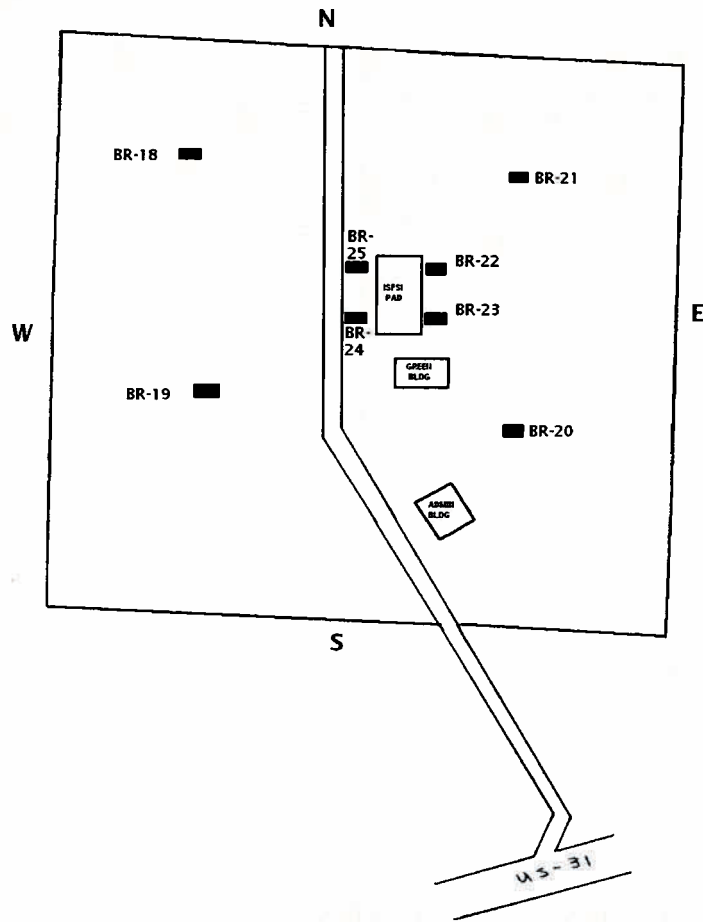 N
BR-18
BR-21
BR-
25
BR-22
ISFSI
PAD
W
E
BR-23
BR-
24
GREEN
BLDG
BR-19
BR-20
ADMIN
BLDG
S
US-31